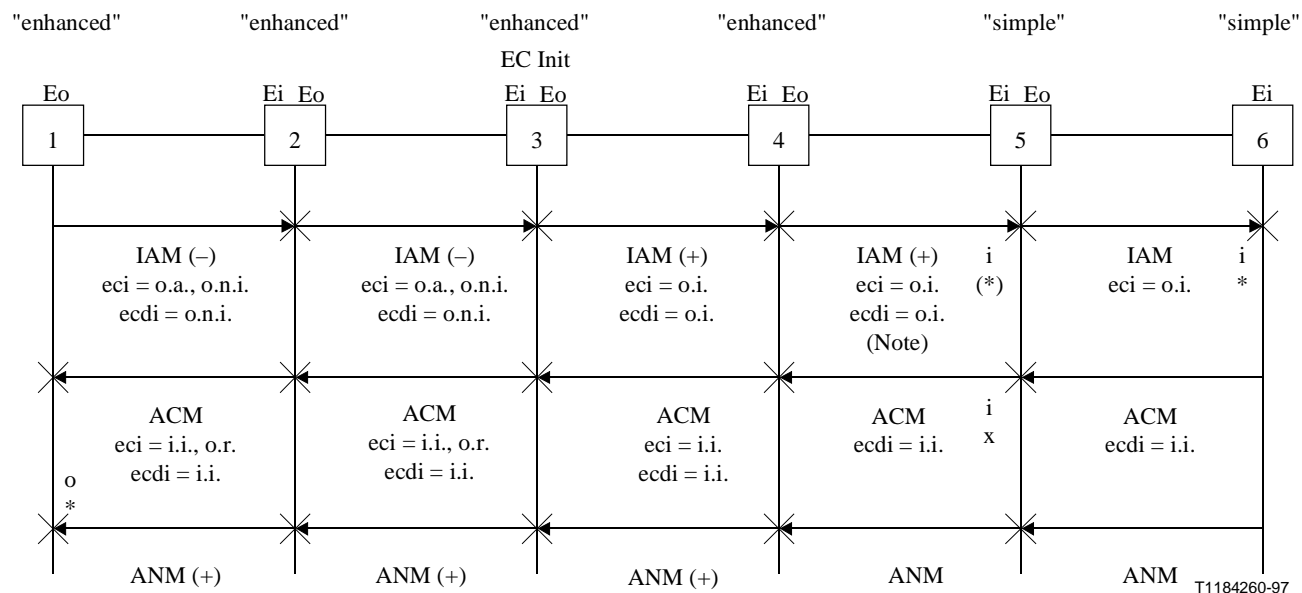 "enhanced" "enhanced" "enhanced" "enhanced" "simple" "simple"
EC Init
Eo Ei Eo Ei Eo Ei Eo Ei Eo Ei
1 2 3 4 5 6
IAM (–) IAM (–) IAM (+) IAM (+) i IAM i
eci = o.a., o.n.i. eci = o.a., o.n.i. eci = o.i. eci = o.i. (*) eci = o.i. *
ecdi = o.n.i. ecdi = o.n.i. ecdi = o.i. ecdi = o.i.
(Note)
ACM ACM ACM ACM i ACM
eci = i.i., o.r. eci = i.i., o.r. eci = i.i. ecdi = i.i. x ecdi = i.i.
ecdi = i.i. ecdi = i.i. ecdi = i.i.
o
*
ANM (+) ANM (+) ANM (+) ANM ANM
T1184260-97